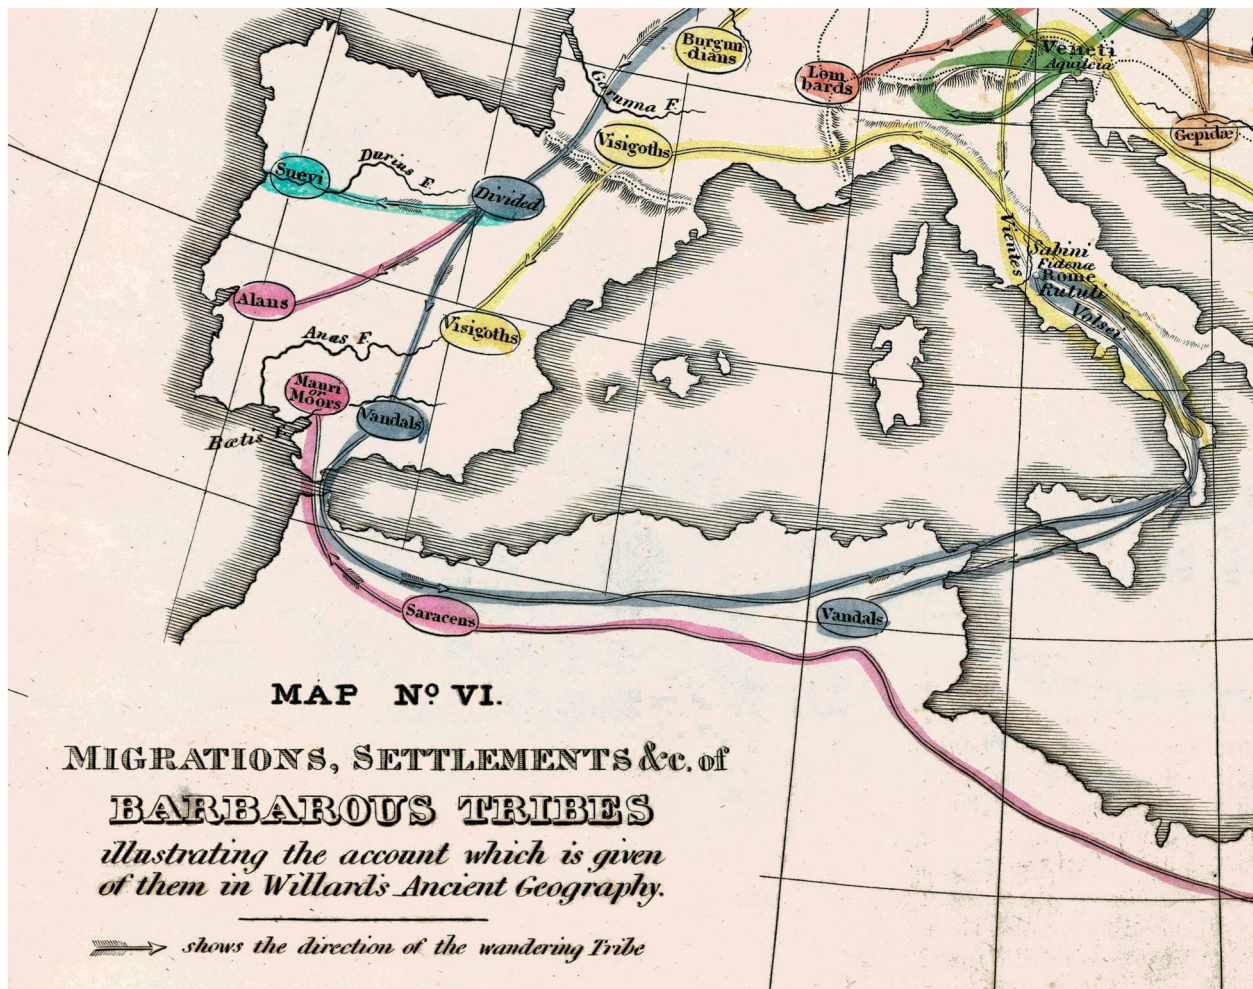 Burgun
dians
Veneti
Aquileia
Lom
bards
Garunna F.
Gepidæ
Visigoths
Durius F.
Suevi
Divided
Vientes
Sabini
Fidenæ
Rome
Rutuli
Volsci
Alans
Visigoths
Anas F.
Mauri
or
Moors
Vandals
Bœtis F.
Saracens
Vandals
MAP No. VI.
MIGRATIONS, SETTLEMENTS &c. of
BARBAROUS TRIBES
illustrating the account which is given
of them in Willard's Ancient Geography.
shows the direction of the wandering Tribe